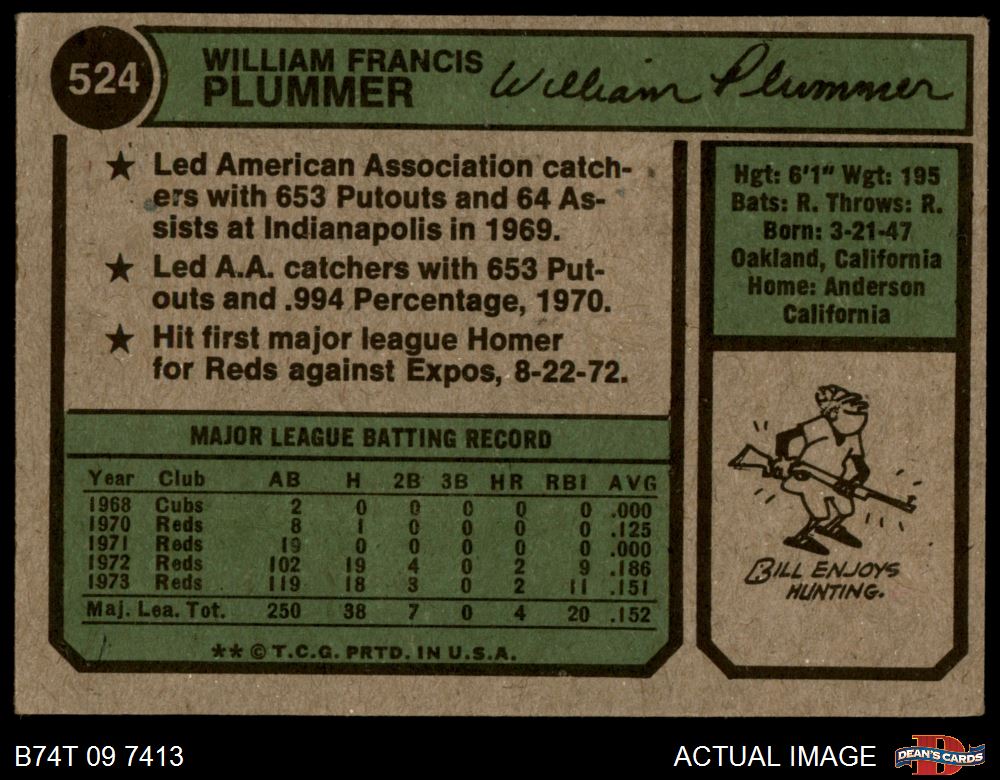 524
WILLIAM FRANCIS
PLUMMER
William Plummer
★ Led American Association catch-
ers with 653 Putouts and 64 As-
sists at Indianapolis in 1969.
★ Led A.A. catchers with 653 Put-
outs and .994 Percentage, 1970.
★ Hit first major league Homer
for Reds against Expos, 8-22-72.
Hgt: 6'1" Wgt: 195
Bats: R. Throws: R.
Born: 3-21-47
Oakland, California
Home: Anderson
California
MAJOR LEAGUE BATTING RECORD
Year Club AB H 2B 3B HR RBI AVG
1968 Cubs 2 0 0 0 0 0 .000
1970 Reds 8 1 0 0 0 0 .125
1971 Reds 19 0 0 0 0 0 .000
1972 Reds 102 19 4 0 2 9 .186
1973 Reds 119 18 3 0 2 11 .151
Maj. Lea. Tot. 250 38 7 0 4 20 .152
** © T.C.G. PRTD. IN U.S.A.
BILL ENJOYS
HUNTING.
B74T 09 7413
ACTUAL IMAGE
DEAN'S CARDS